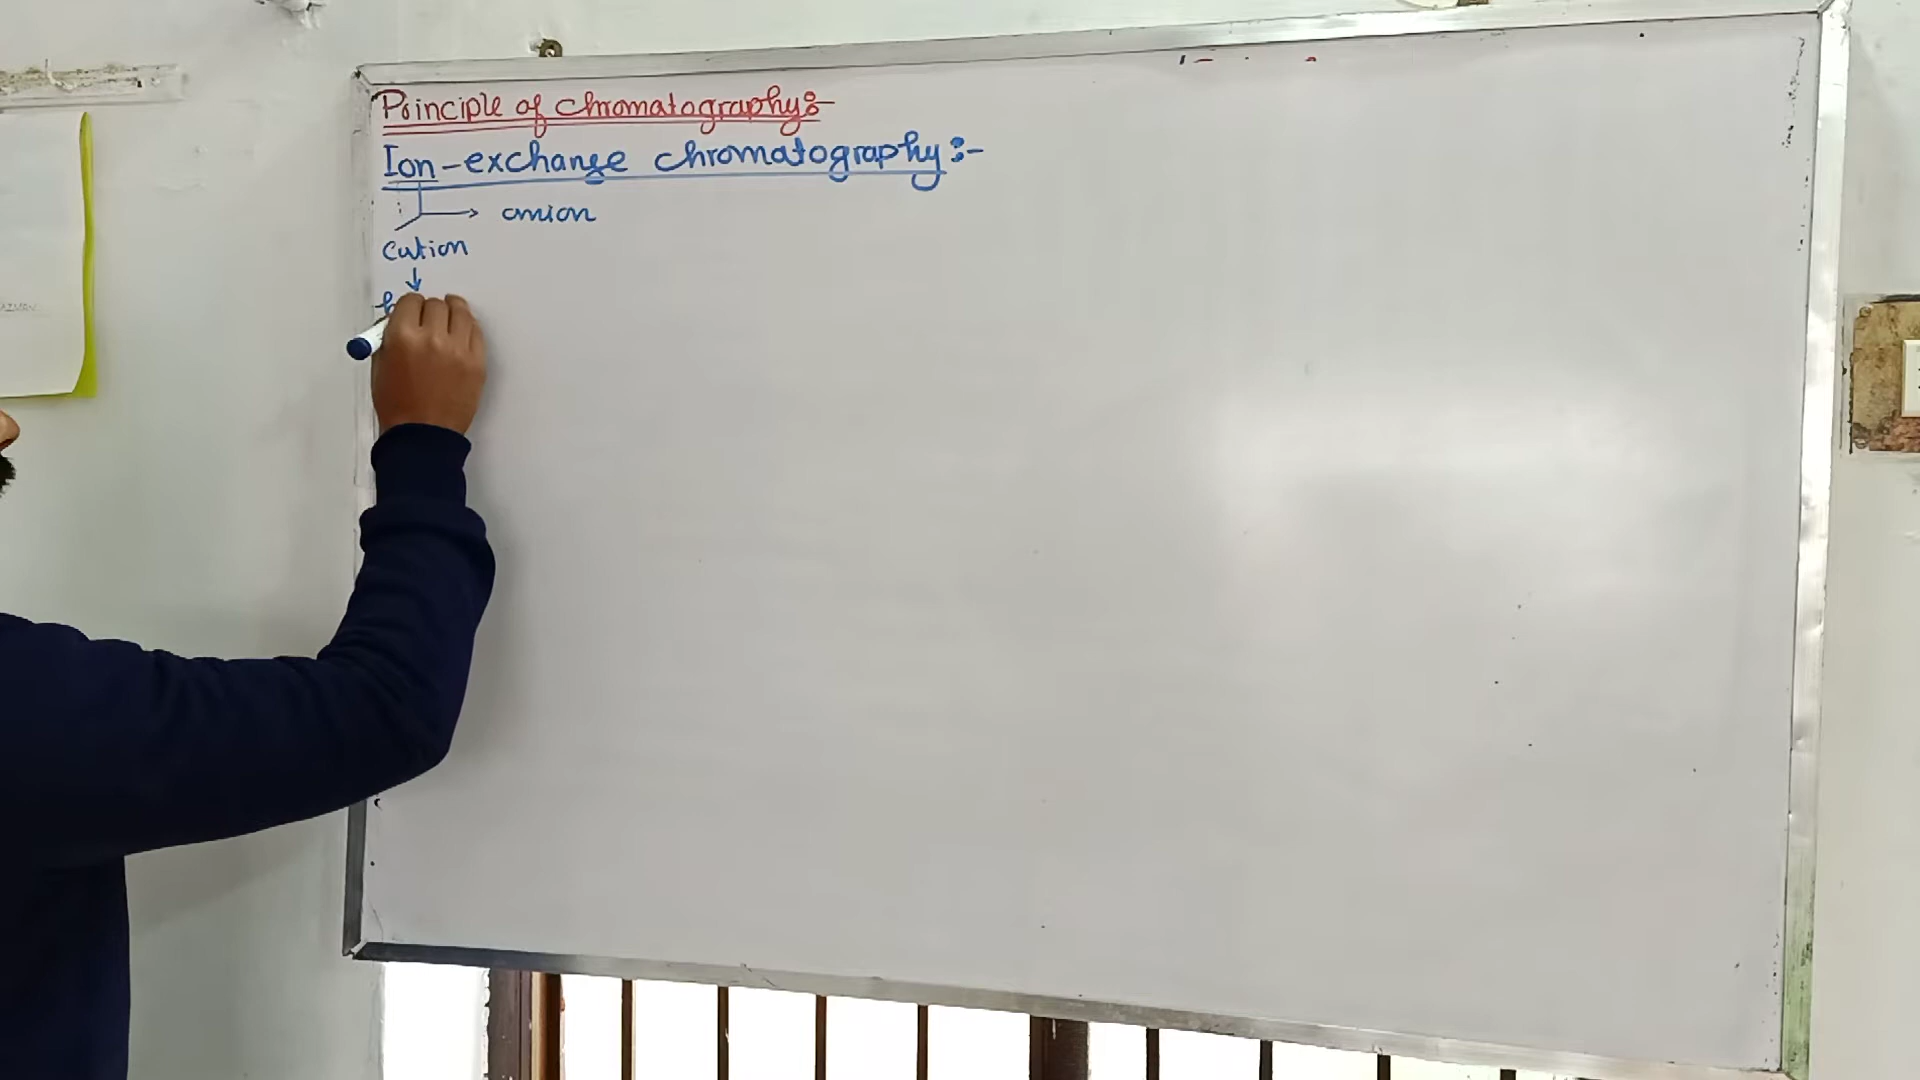 Principle of chromatography:-
Ion-exchange chromatography:-
anion
Cation